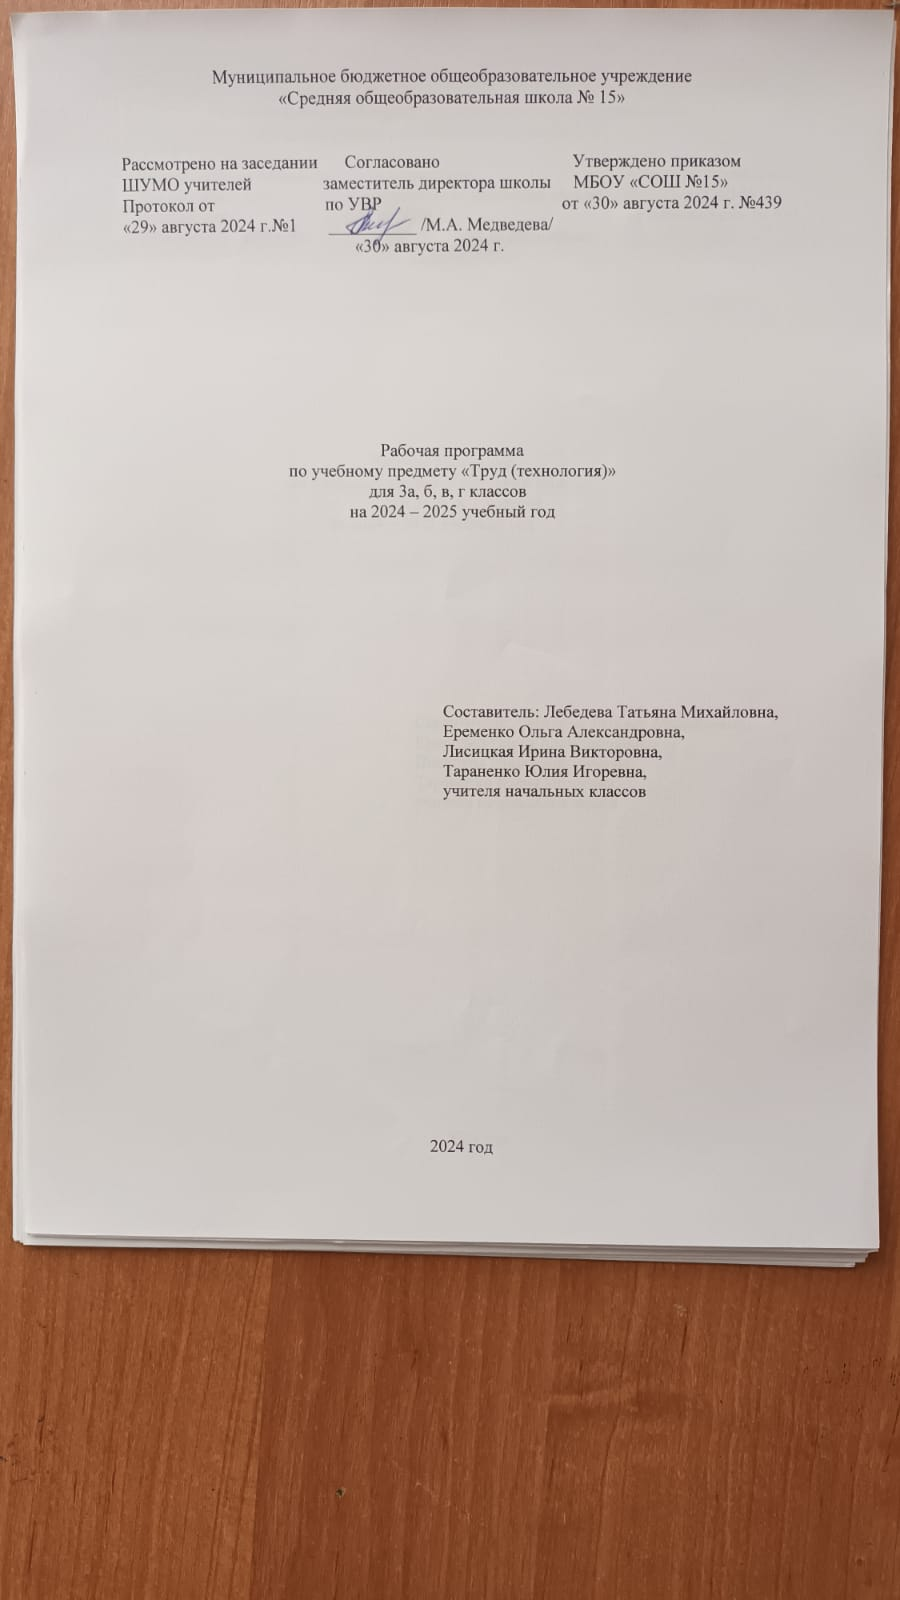 Муниципальное бюджетное общеобразовательное учреждение
«Средняя общеобразовательная школа № 15»
Рассмотрено на заседании
ШУМО учителей
Протокол от
«29» августа 2024 г.№1
Согласовано
заместитель директора школы
по УВР
/М.А. Медведева/
«30» августа 2024 г.
Утверждено приказом
МБОУ «СОШ №15»
от «30» августа 2024 г. №439
Рабочая программа
по учебному предмету «Труд (технология)»
для 3а, б, в, г классов
на 2024 – 2025 учебный год
Составитель: Лебедева Татьяна Михайловна,
Еременко Ольга Александровна,
Лисицкая Ирина Викторовна,
Тараненко Юлия Игоревна,
учителя начальных классов
2024 год